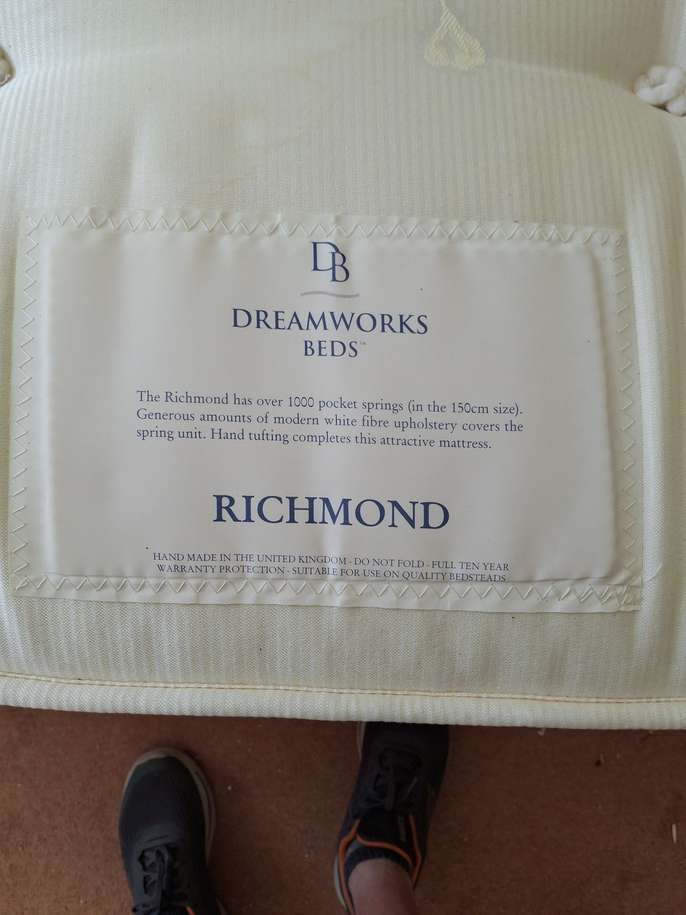 DB
DREAMWORKS
BEDS™
The Richmond has over 1000 pocket springs (in the 150cm size).
Generous amounts of modern white fibre upholstery covers the
spring unit. Hand tufting completes this attractive mattress.
RICHMOND
HAND MADE IN THE UNITED KINGDOM - DO NOT FOLD - FULL TEN YEAR
WARRANTY PROTECTION - SUITABLE FOR USE ON QUALITY BEDSTEADS